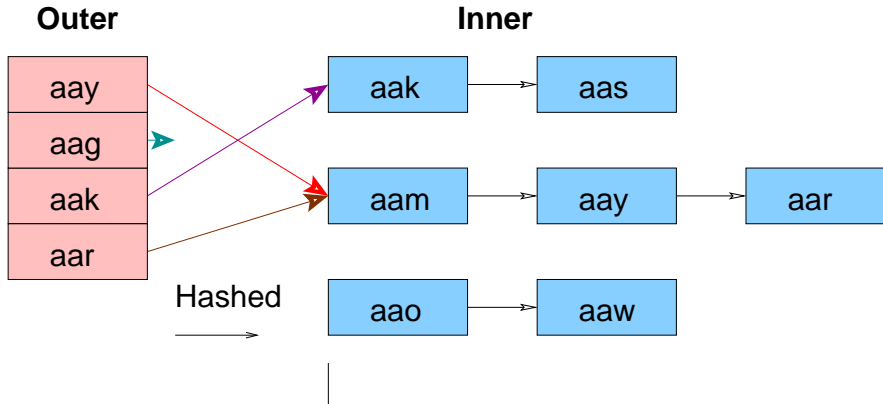 Outer Inner
aay aak aas
aag
aak aam aay aar
aar
Hashed
aao aaw